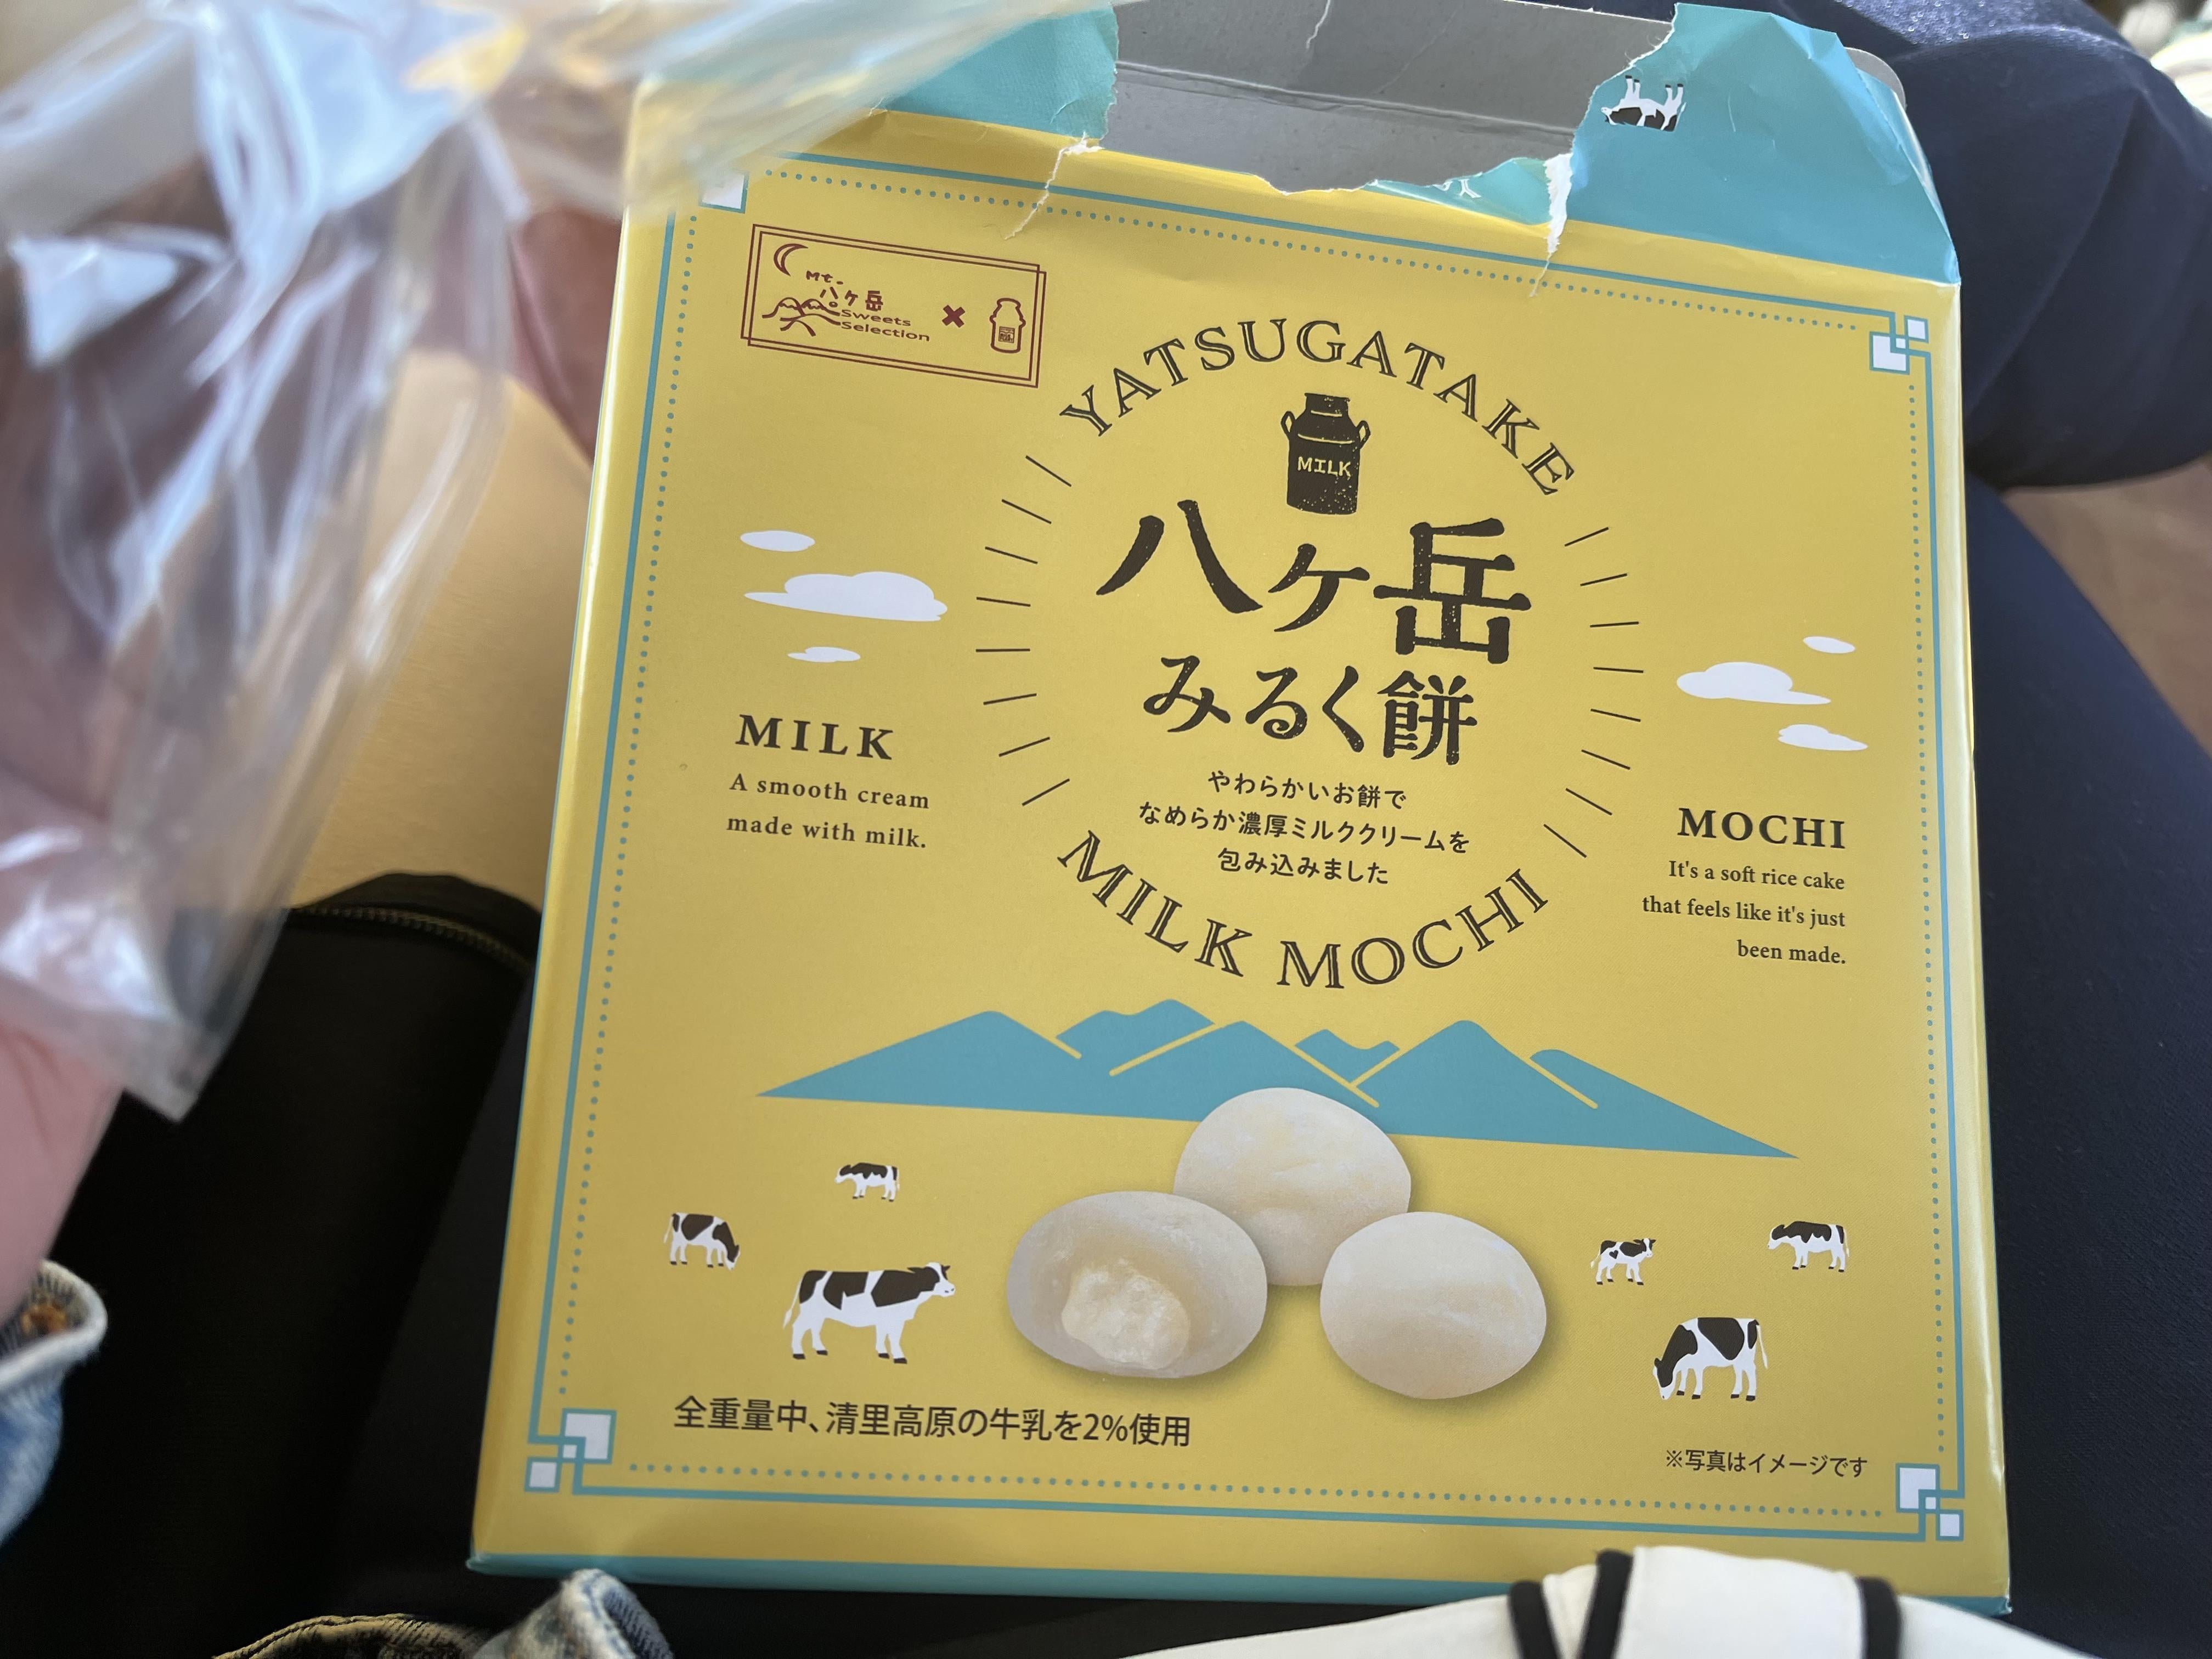 Mt.
八ヶ岳
Sweets
Selection
YATSUGATAKE
MILK
八ヶ岳
みるく餅
やわらかいお餅で
なめらか濃厚ミルククリームを
包み込みました
MILK MOCHI
MILK
A smooth cream
made with milk.
MOCHI
It's a soft rice cake
that feels like it's just
been made.
全重量中、清里高原の牛乳を2%使用
※写真はイメージです